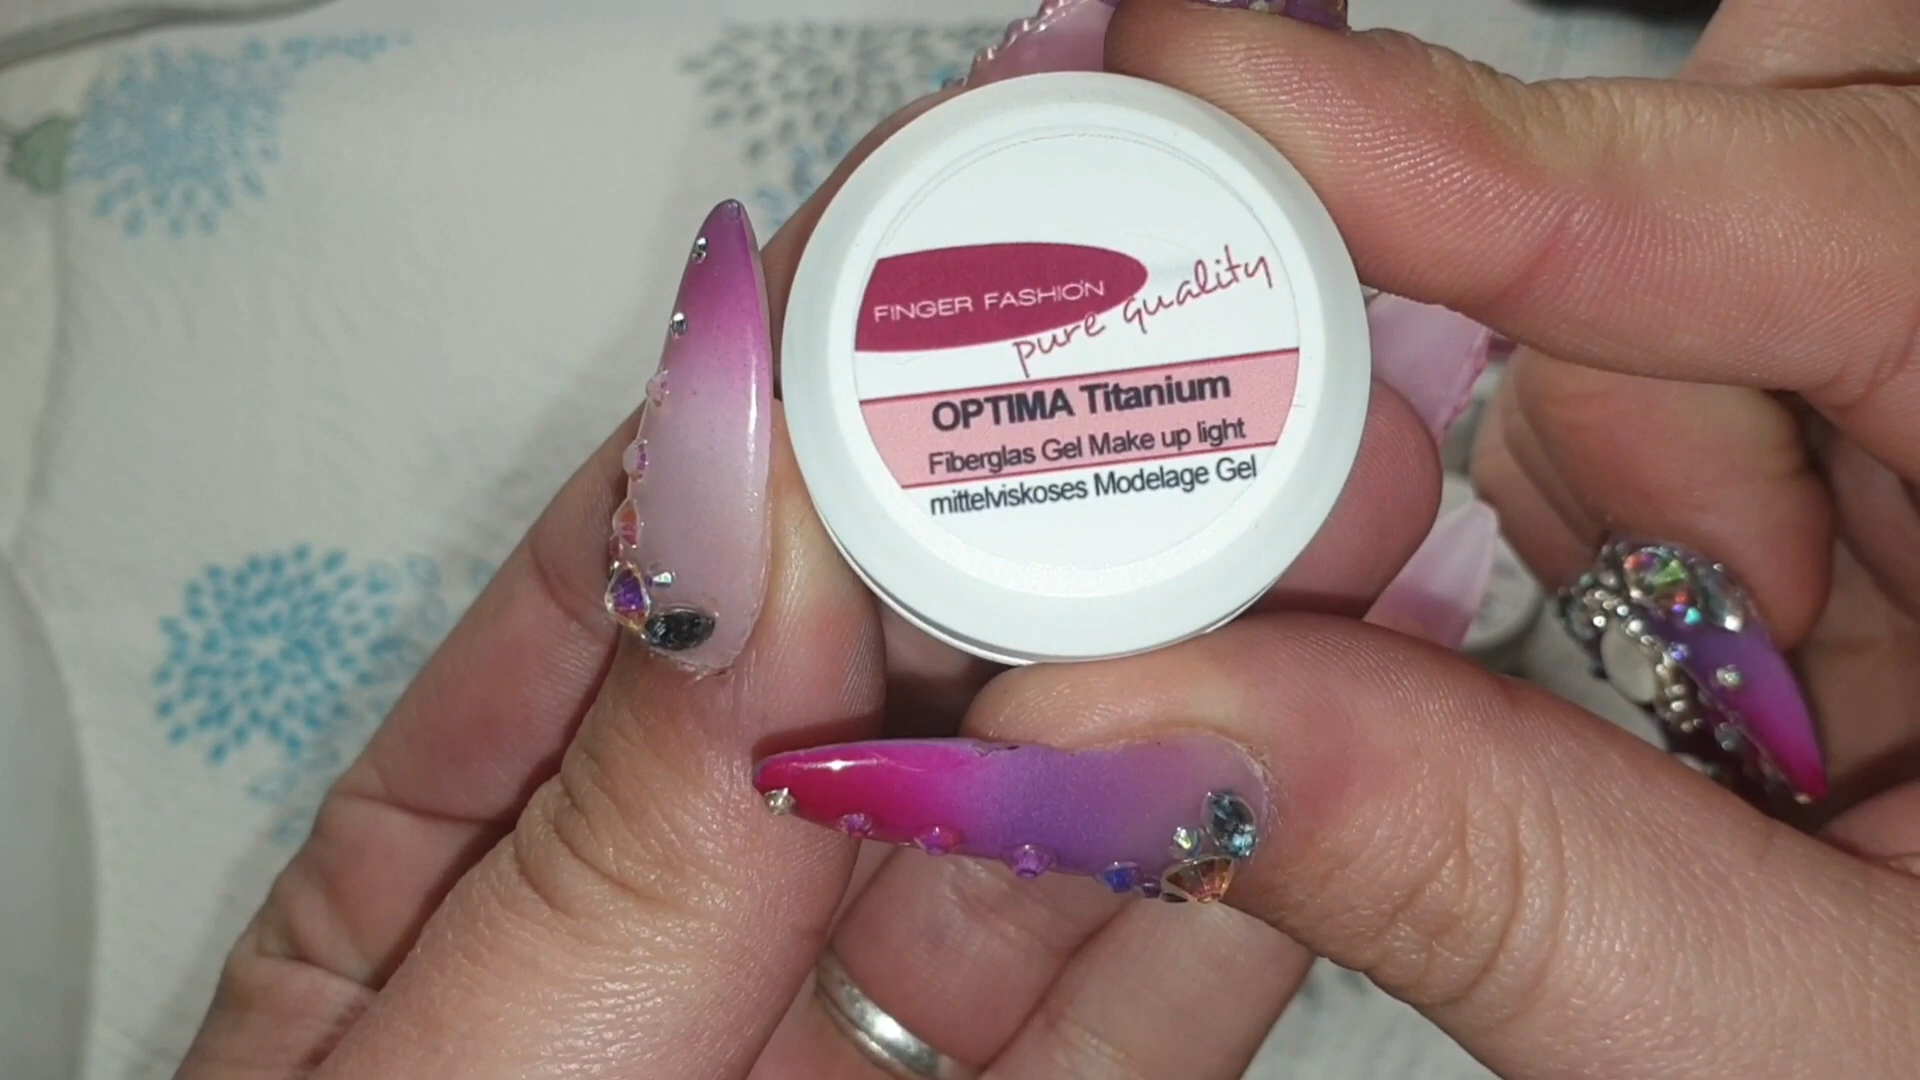 FINGER FASHION
pure quality
OPTIMA Titanium
Fiberglas Gel Make up light
mittelviskoses Modelage Gel